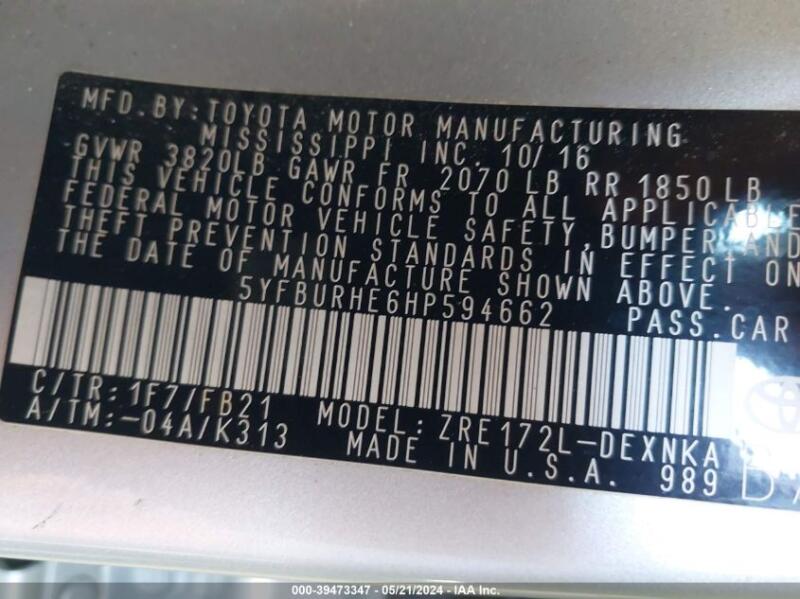 MFD. BY: TOYOTA MOTOR MANUFACTURING
MISSISSIPPI INC. 10/16
GVWR 3820LB GAWR FR 2070 LB RR 1850 LB
THIS VEHICLE CONFORMS TO ALL APPLICABLE
FEDERAL MOTOR VEHICLE SAFETY, BUMPER, AND
THEFT PREVENTION STANDARDS IN EFFECT ON
THE DATE OF MANUFACTURE SHOWN ABOVE.
5YFBURHE6HP594662 PASS. CAR
C/TR: 1F7/FB21 MODEL: ZRE172L-DEXNKA
A/TM: -04A/K313 MADE IN U.S.A. 989
000-39473347 - 05/21/2024 - IAA Inc.